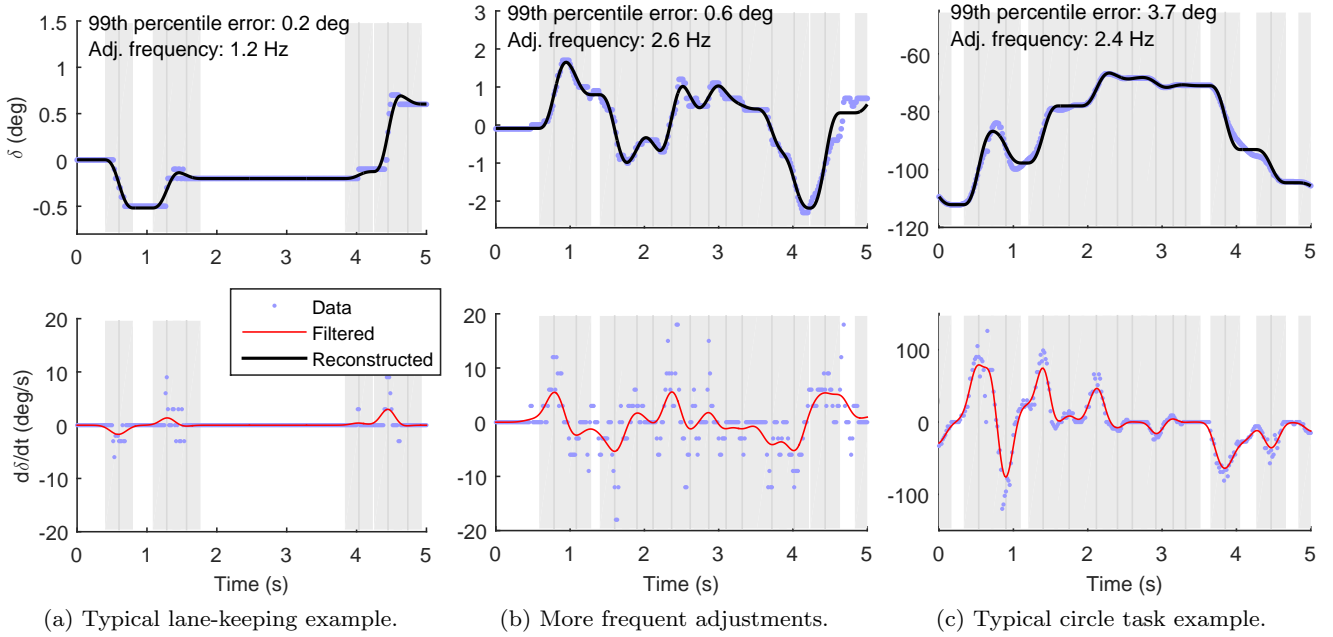 99th percentile error: 0.2 deg
Adj. frequency: 1.2 Hz
1.5
1
0.5
0
-0.5
δ (deg)
0 1 2 3 4 5
99th percentile error: 0.6 deg
Adj. frequency: 2.6 Hz
3
2
1
0
-1
-2
0 1 2 3 4 5
99th percentile error: 3.7 deg
Adj. frequency: 2.4 Hz
-60
-80
-100
-120
0 1 2 3 4 5
Data
Filtered
Reconstructed
20
10
0
-10
-20
dδ/dt (deg/s)
0 1 2 3 4 5
Time (s)
20
10
0
-10
-20
0 1 2 3 4 5
Time (s)
100
0
-100
0 1 2 3 4 5
Time (s)
(a) Typical lane-keeping example.
(b) More frequent adjustments.
(c) Typical circle task example.